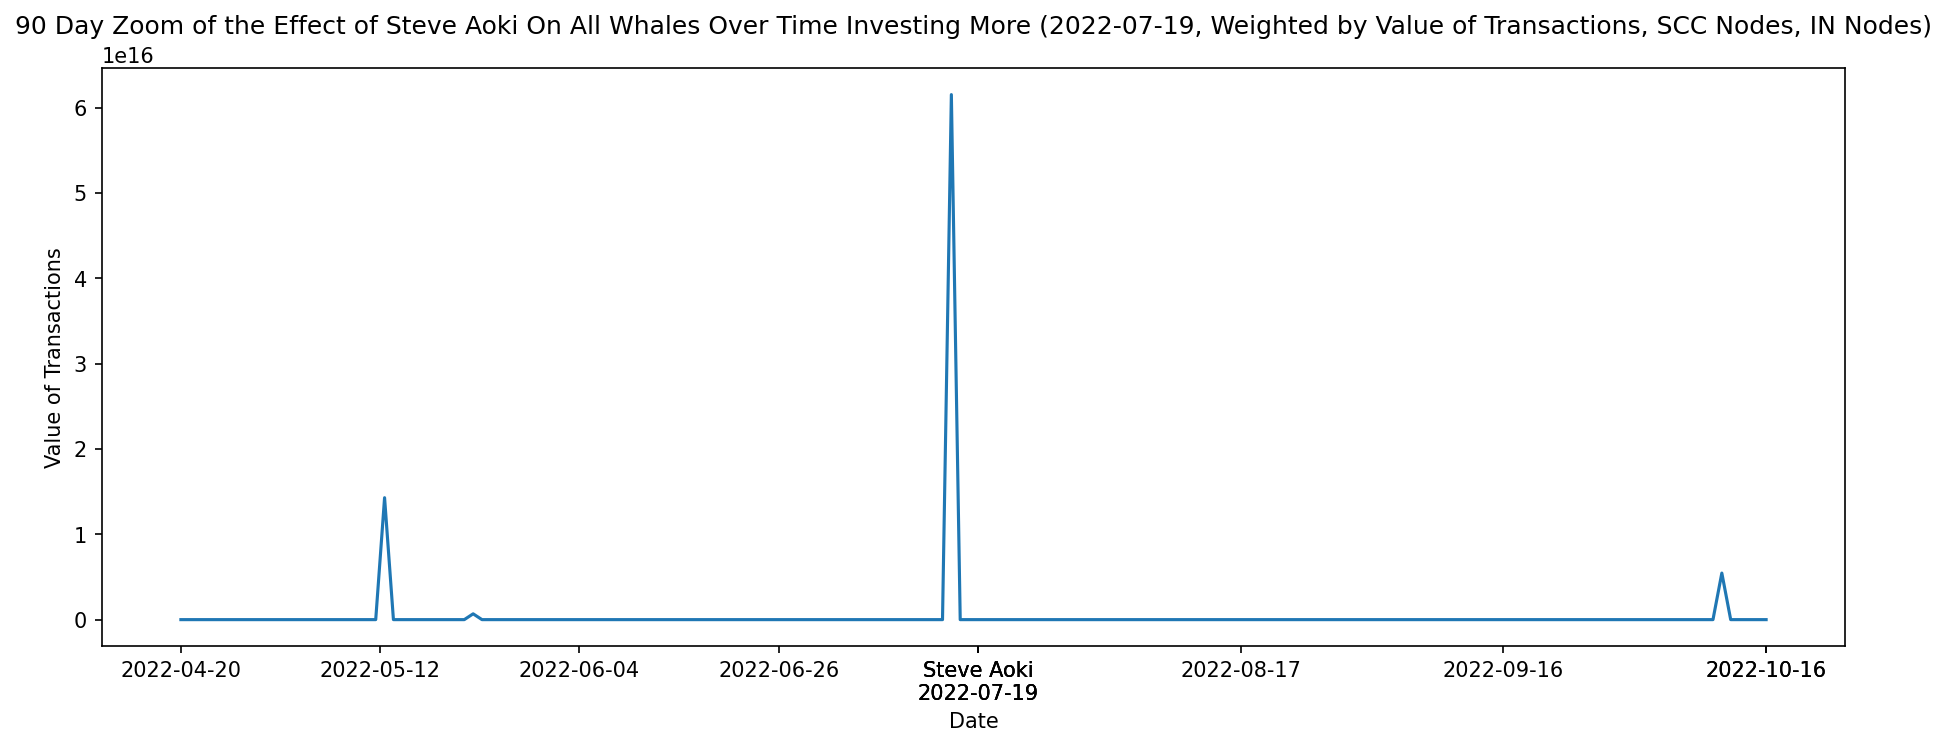 90 Day Zoom of the Effect of Steve Aoki On All Whales Over Time Investing More (2022-07-19, Weighted by Value of Transactions, SCC Nodes, IN Nodes)
1e16
6
5
4
3
2
1
0
Value of Transactions
2022-04-20 2022-05-12 2022-06-04 2022-06-26 Steve Aoki 2022-08-17 2022-09-16 2022-10-16
2022-07-19
Date